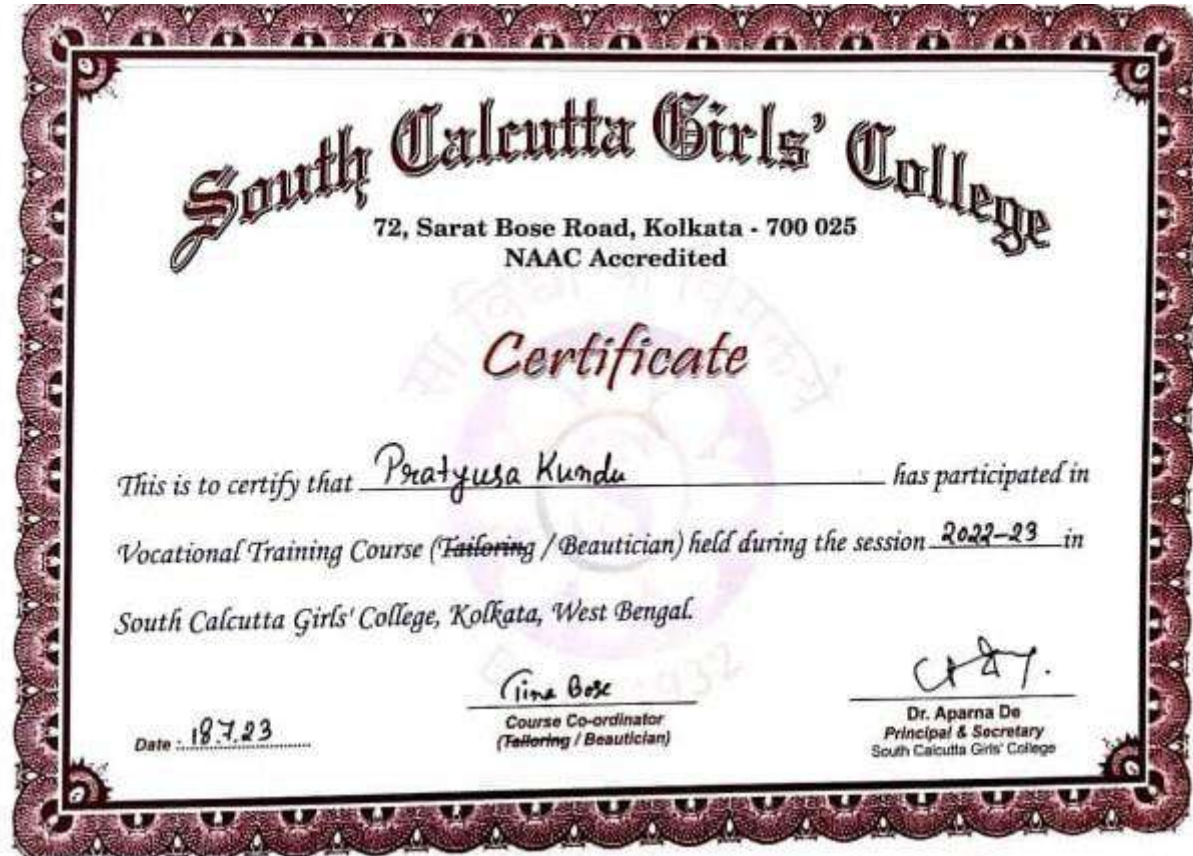 South Calcutta Girls' College
72, Sarat Bose Road, Kolkata - 700 025
NAAC Accredited
Certificate
This is to certify that Pratyusa Kundu has participated in
Vocational Training Course (Tailoring / Beautician) held during the session 2022-23 in
South Calcutta Girls' College, Kolkata, West Bengal.
Tina Bose
Course Co-ordinator
(Tailoring / Beautician)
Date : 18.7.23
Dr. Aparna De
Principal & Secretary
South Calcutta Girls' College